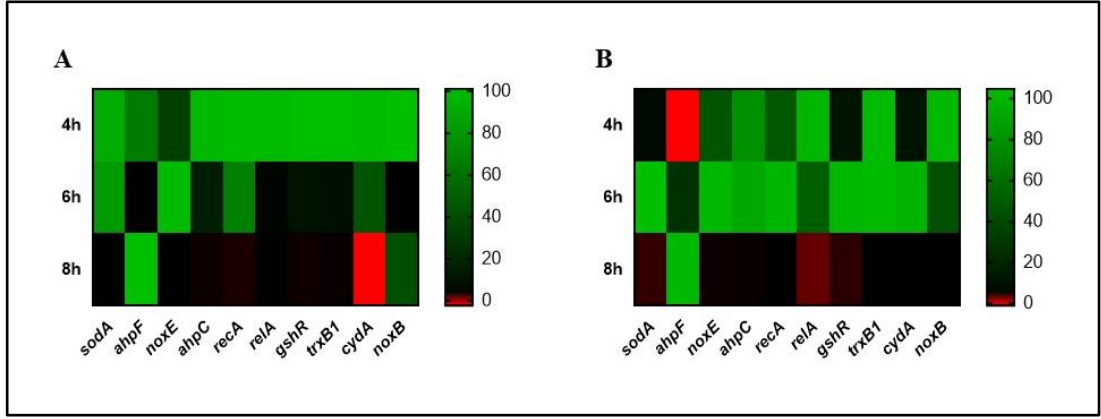 A
100
80
60
40
20
0
4h
6h
8h
sodA
ahpF
noxE
ahpC
recA
relA
gshR
trxB1
cydA
noxB
B
100
80
60
40
20
0
4h
6h
8h
sodA
ahpF
noxE
ahpC
recA
relA
gshR
trxB1
cydA
noxB